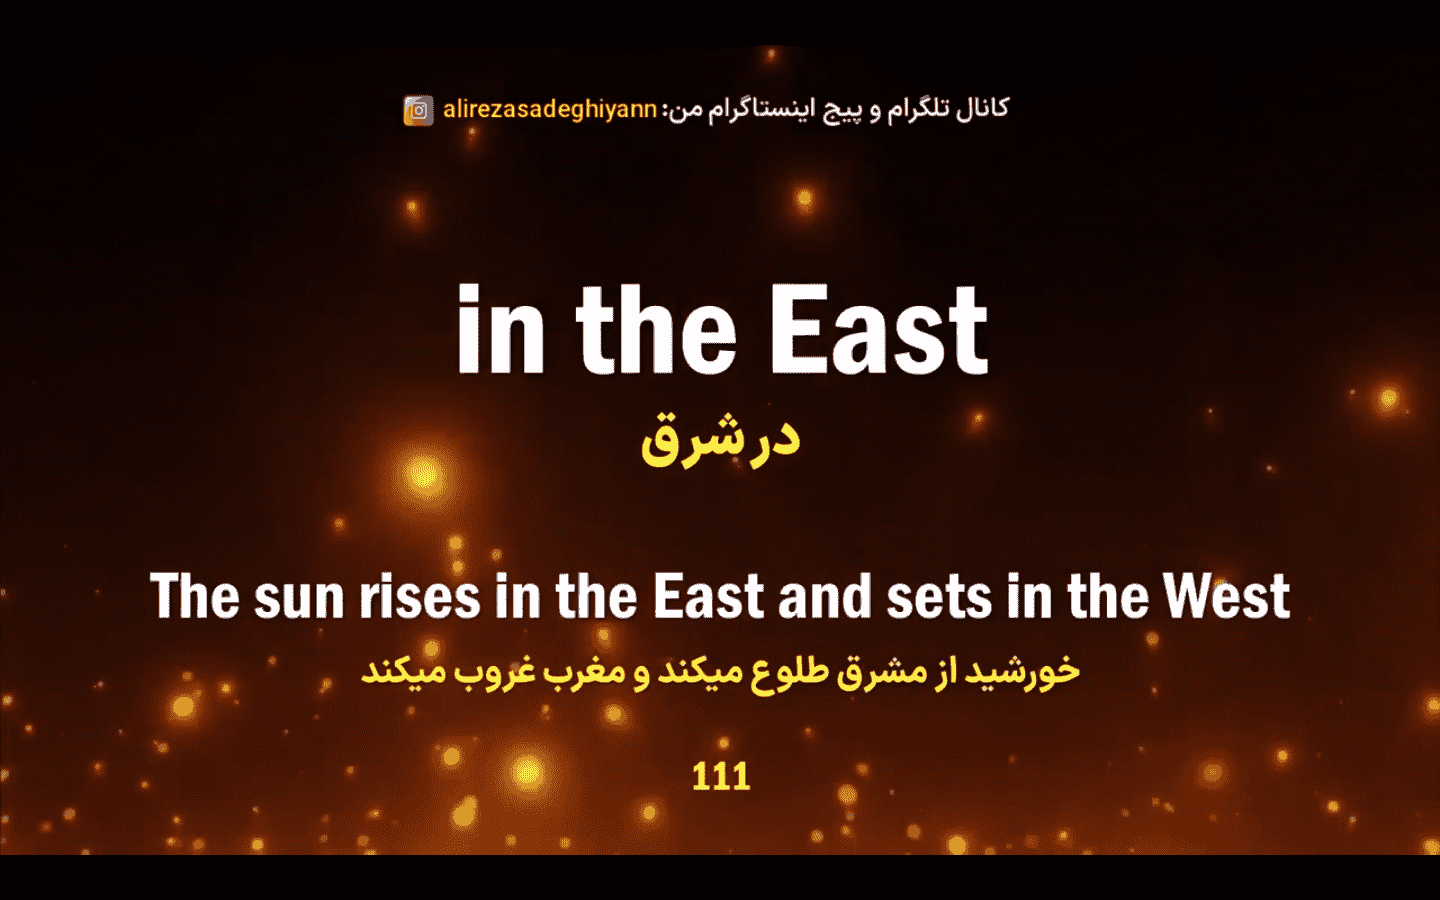 کانال تلگرام و پیج اینستاگرام من: alirezasadeghiyann
in the East
در شرق
The sun rises in the East and sets in the West
خورشید از مشرق طلوع میکند و مغرب غروب میکند
111